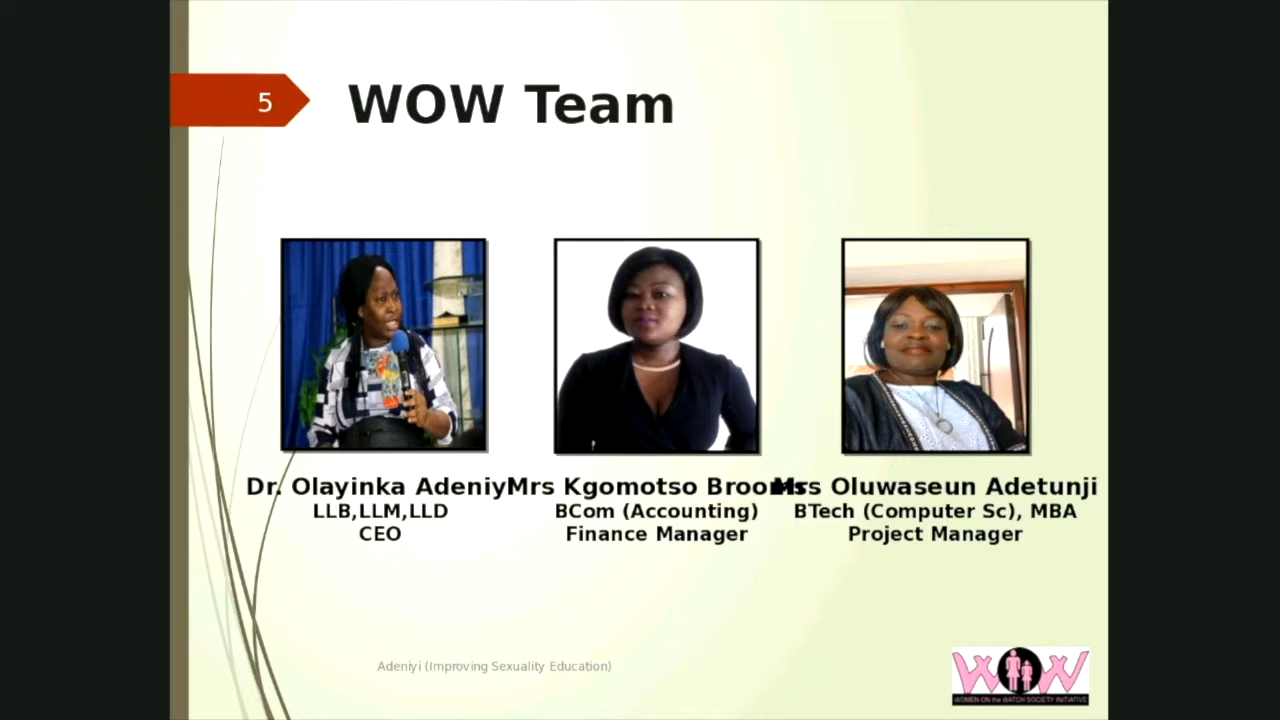 5
WOW Team
Dr. Olayinka Adeniyi
Mrs Kgomotso Brooms
Mrs Oluwaseun Adetunji
LLB,LLM,LLD
BCom (Accounting)
BTech (Computer Sc), MBA
CEO
Finance Manager
Project Manager
Adeniyi (Improving Sexuality Education)
WOW
WOMEN ON the WATCH SOCIETY INITIATIVE